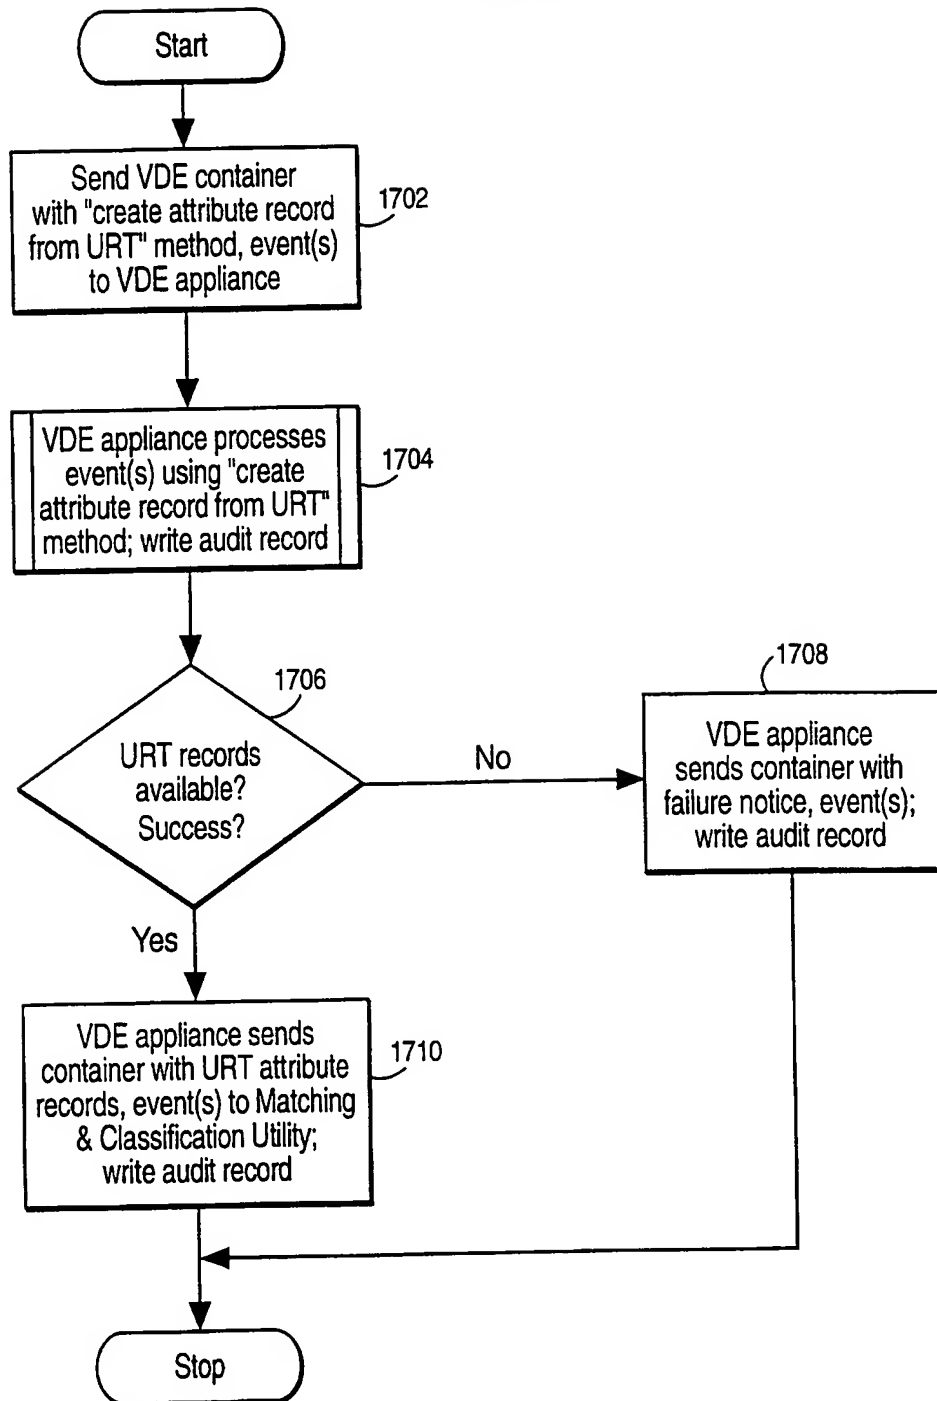 Start
Send VDE container
with "create attribute record
from URT" method, event(s)
to VDE appliance
1702
VDE appliance processes
event(s) using "create
attribute record from URT"
method; write audit record
1704
1706
URT records
available?
Success?
No
1708
VDE appliance
sends container with
failure notice, event(s);
write audit record
Yes
VDE appliance sends
container with URT attribute
records, event(s) to Matching
& Classification Utility;
write audit record
1710
Stop